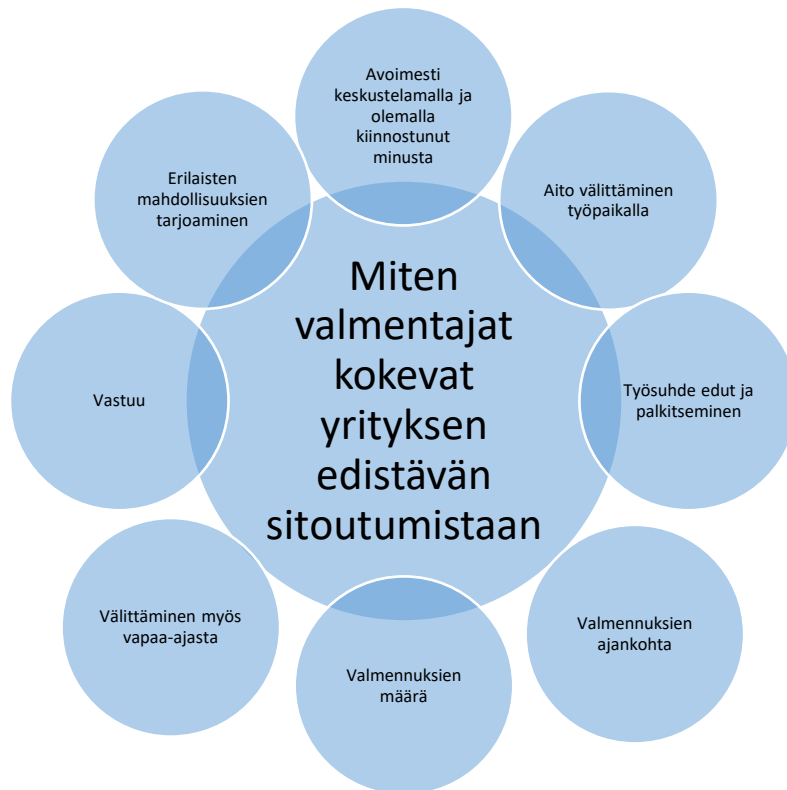 Avoimesti
keskustelamalla ja
olemalla
kiinnostunut
minusta
Aito välittäminen
työpaikalla
Työsuhde edut ja
palkitseminen
Valmennuksien
ajankohta
Valmennuksien
määrä
Välittäminen myös
vapaa-ajasta
Vastuu
Erilaisten
mahdollisuuksien
tarjoaminen
Miten
valmentajat
kokevat
yrityksen
edistävän
sitoutumistaan